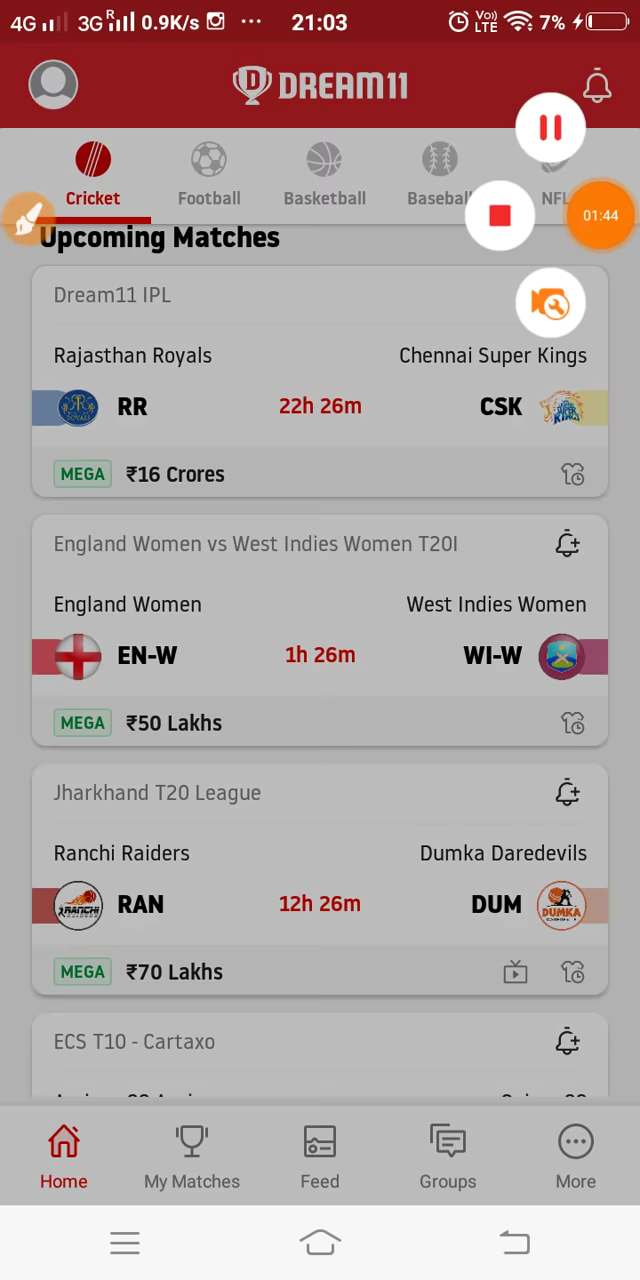 4G 3G R 0.9K/s ... 21:03 Vo) LTE 7%
DREAM11
Cricket Football Basketball Baseball NFL
01:44
Upcoming Matches
Dream11 IPL
Rajasthan Royals Chennai Super Kings
RR 22h 26m CSK
MEGA ₹16 Crores
England Women vs West Indies Women T20I
England Women West Indies Women
EN-W 1h 26m WI-W
MEGA ₹50 Lakhs
Jharkhand T20 League
Ranchi Raiders Dumka Daredevils
RAN 12h 26m DUM
RANCHI DUMKA
MEGA ₹70 Lakhs
ECS T10 - Cartaxo
Home My Matches Feed Groups More